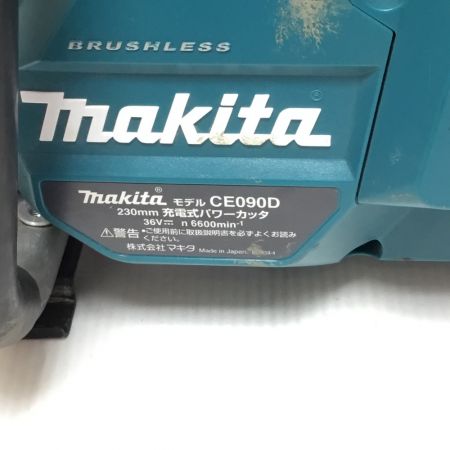 BRUSHLESS
makita®
makita® モデル CE090D
230mm 充電式パワーカッタ
36V⎓ n 6600min⁻¹
⚠警告 •ご使用前に取扱説明書を必ずよくお読み
ください。
株式会社マキタ Made in Japan.